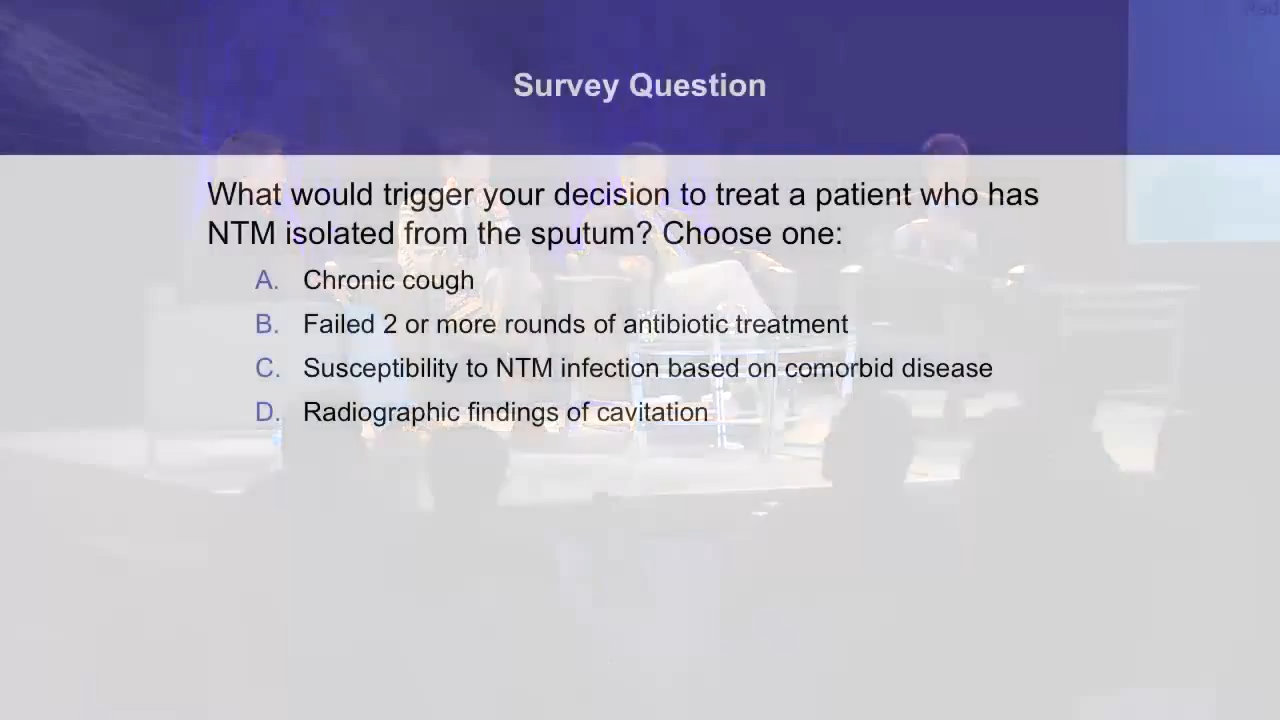 Survey Question
What would trigger your decision to treat a patient who has
NTM isolated from the sputum? Choose one:
A. Chronic cough
B. Failed 2 or more rounds of antibiotic treatment
C. Susceptibility to NTM infection based on comorbid disease
D. Radiographic findings of cavitation